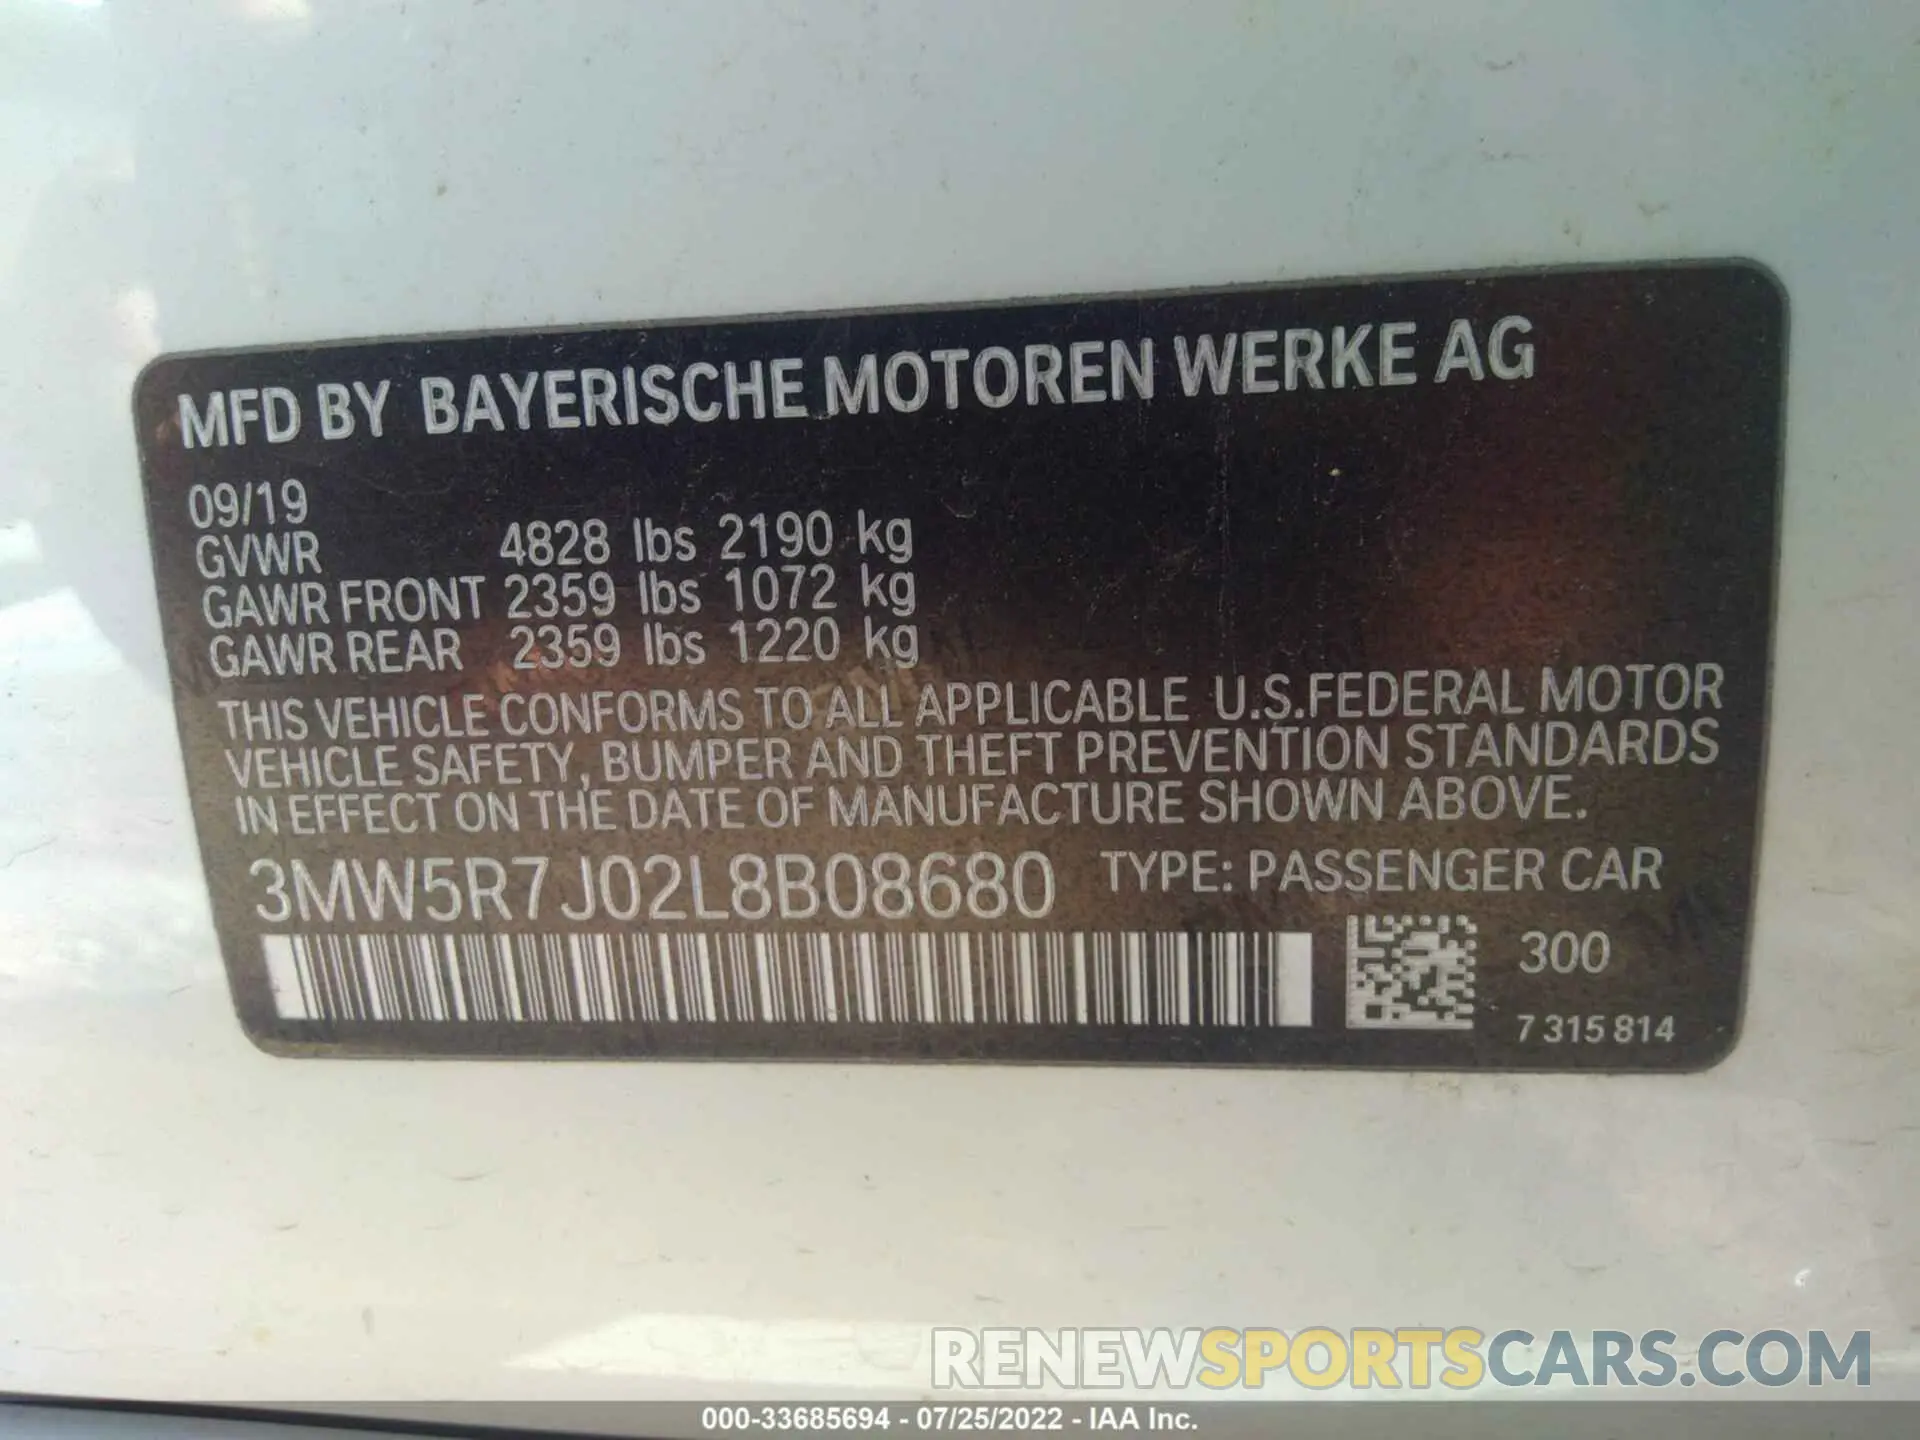 MFD BY BAYERISCHE MOTOREN WERKE AG
09/19
GVWR 4828 lbs 2190 kg
GAWR FRONT 2359 lbs 1072 kg
GAWR REAR 2359 lbs 1220 kg
THIS VEHICLE CONFORMS TO ALL APPLICABLE U.S.FEDERAL MOTOR
VEHICLE SAFETY, BUMPER AND THEFT PREVENTION STANDARDS
IN EFFECT ON THE DATE OF MANUFACTURE SHOWN ABOVE.
3MW5R7J02L8B08680 TYPE: PASSENGER CAR
300
7 315 814
RENEWSPORTSCARS.COM
000-33685694 - 07/25/2022 - IAA Inc.